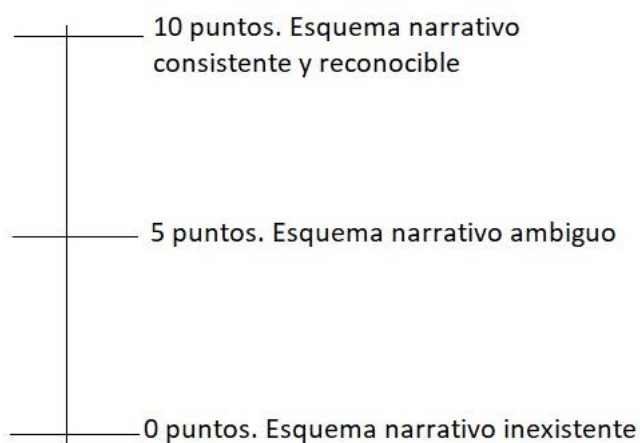 10 puntos. Esquema narrativo
consistente y reconocible
5 puntos. Esquema narrativo ambiguo
0 puntos. Esquema narrativo inexistente